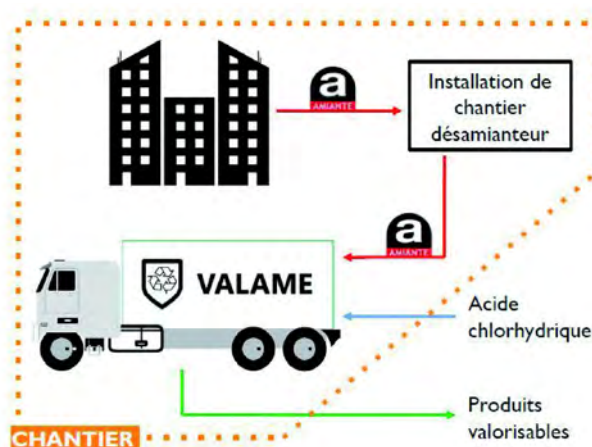 a
AMIANTE
Installation de
chantier
désamianteur
a
AMIANTE
VALAME
Acide
chlorhydrique
Produits
valorisables
CHANTIER